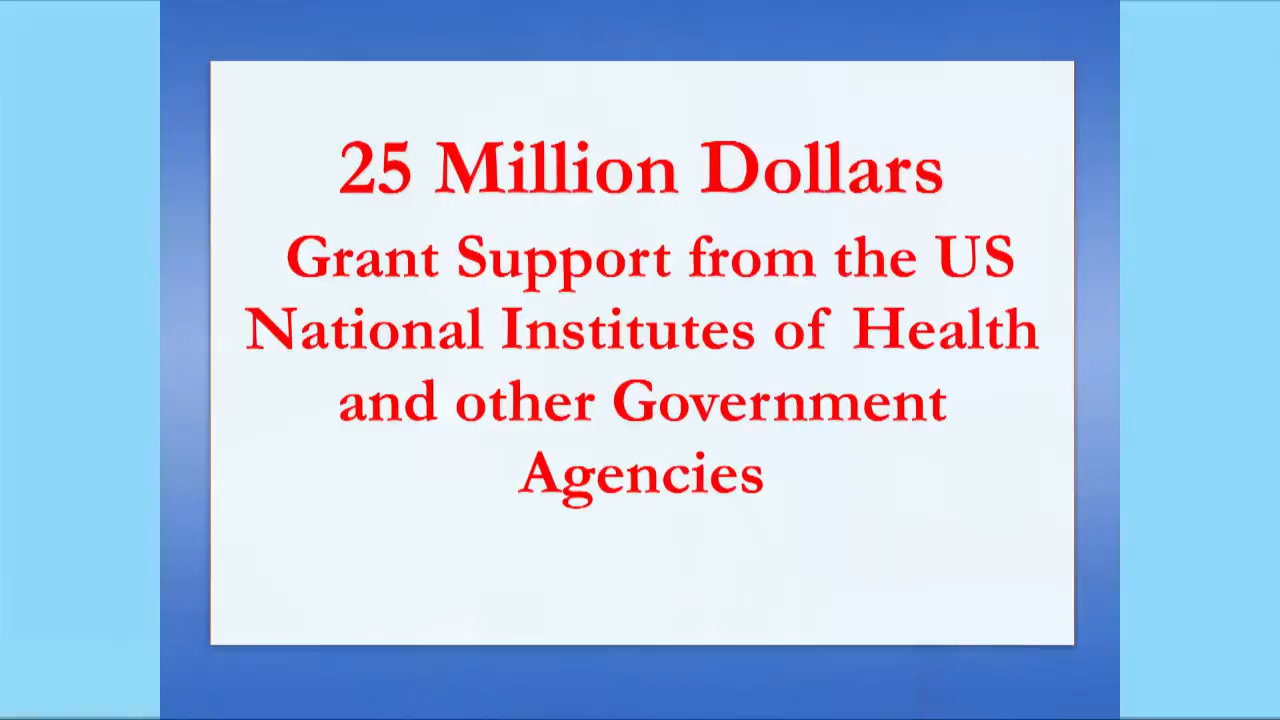 25 Million Dollars
Grant Support from the US
National Institutes of Health
and other Government
Agencies